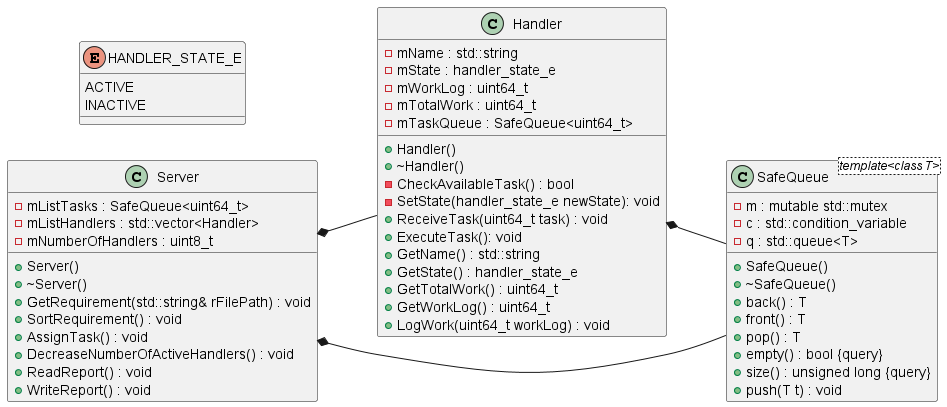 E HANDLER_STATE_E
ACTIVE
INACTIVE
C Handler
mName : std::string
mState : handler_state_e
mWorkLog : uint64_t
mTotalWork : uint64_t
mTaskQueue : SafeQueue<uint64_t>
Handler()
~Handler()
CheckAvailableTask() : bool
SetState(handler_state_e newState): void
ReceiveTask(uint64_t task) : void
ExecuteTask(): void
GetName() : std::string
GetState() : handler_state_e
GetTotalWork() : uint64_t
GetWorkLog() : uint64_t
LogWork(uint64_t workLog) : void
C Server
mListTasks : SafeQueue<uint64_t>
mListHandlers : std::vector<Handler>
mNumberOfHandlers : uint8_t
Server()
~Server()
GetRequirement(std::string& rFilePath) : void
SortRequirement() : void
AssignTask() : void
DecreaseNumberOfActiveHandlers() : void
ReadReport() : void
WriteReport() : void
template<class T>
C SafeQueue
m : mutable std::mutex
c : std::condition_variable
q : std::queue<T>
SafeQueue()
~SafeQueue()
back() : T
front() : T
pop() : T
empty() : bool {query}
size() : unsigned long {query}
push(T t) : void